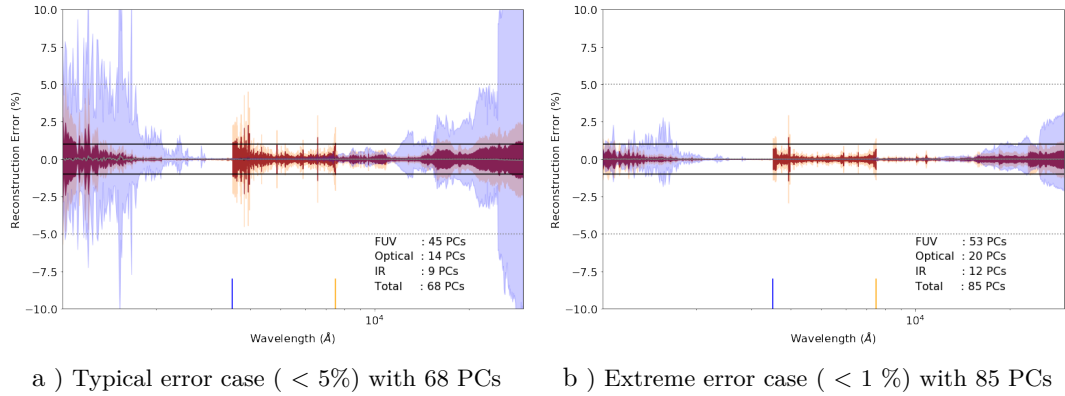 10.0
7.5
5.0
2.5
0.0
−2.5
−5.0
−7.5
−10.0
Reconstruction Error (%)
FUV : 45 PCs
Optical : 14 PCs
IR : 9 PCs
Total : 68 PCs
10⁴
Wavelength (Å)
a ) Typical error case ( < 5%) with 68 PCs
10.0
7.5
5.0
2.5
0.0
−2.5
−5.0
−7.5
−10.0
Reconstruction Error (%)
FUV : 53 PCs
Optical : 20 PCs
IR : 12 PCs
Total : 85 PCs
10⁴
Wavelength (Å)
b ) Extreme error case ( < 1 %) with 85 PCs